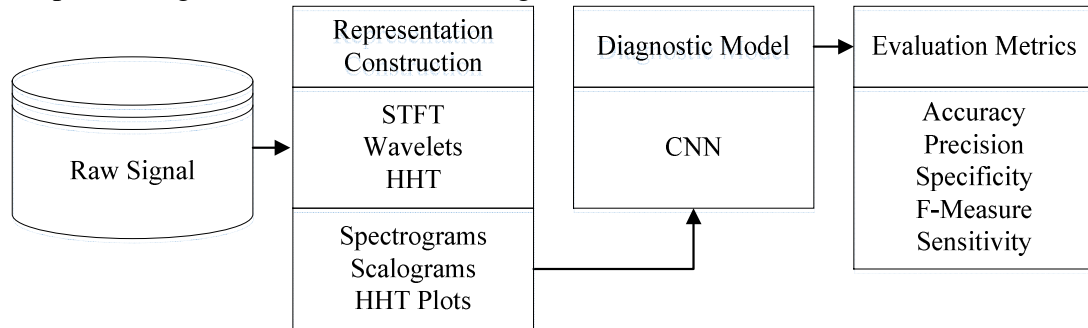 Raw Signal
Representation
Construction
STFT
Wavelets
HHT
Spectrograms
Scalograms
HHT Plots
Diagnostic Model
CNN
Evaluation Metrics
Accuracy
Precision
Specificity
F-Measure
Sensitivity